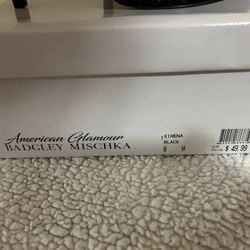 American Glamour
BADGLEY MISCHKA
XIMENA
BLACK
8 M
$ 49.99